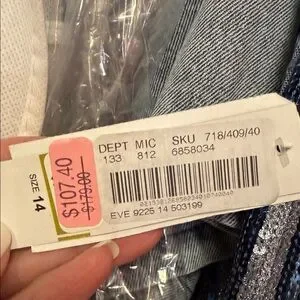 DEPT MIC SKU 718/409/40
133 812 6858034
$107.40
$179.00
SIZE 14
EVE 9225 14 503199